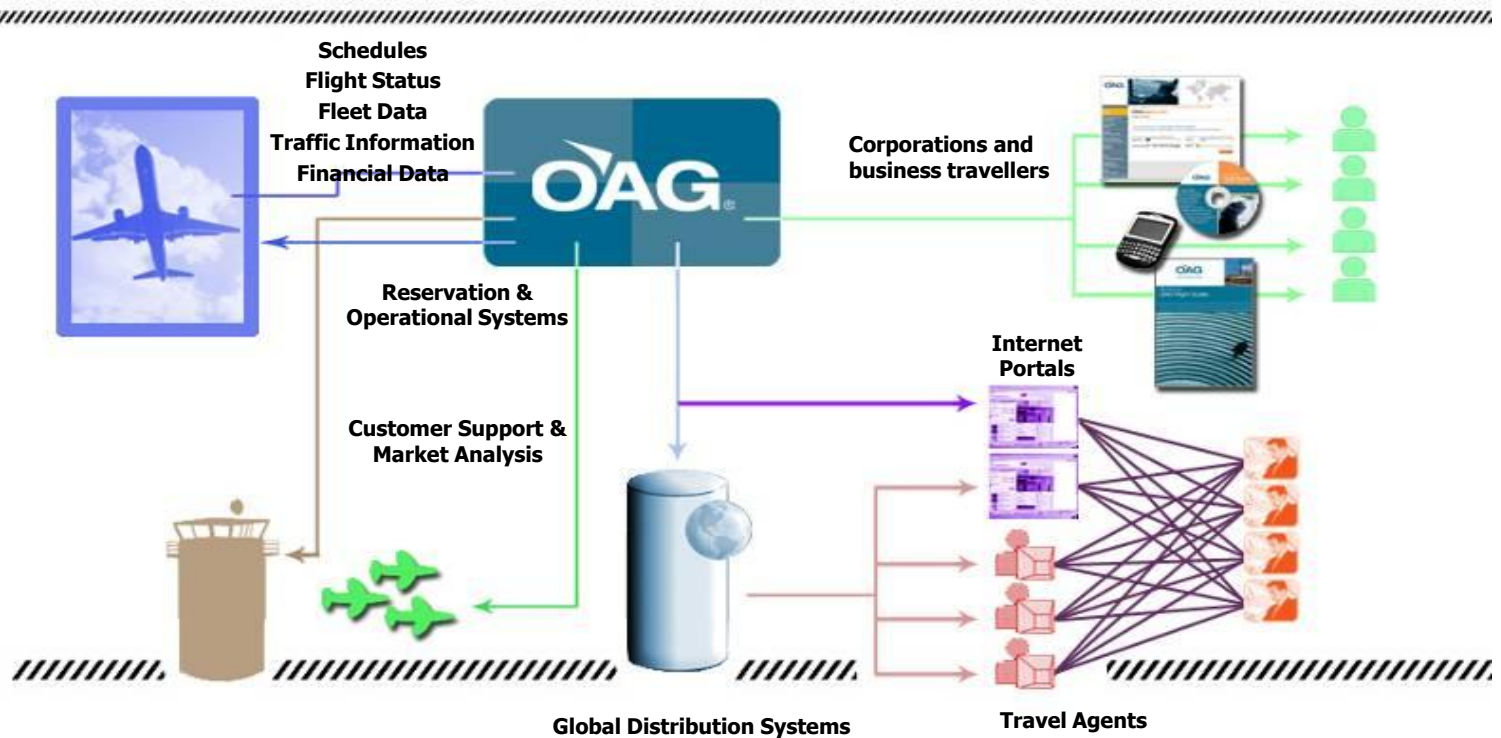 Schedules
Flight Status
Fleet Data
Traffic Information
Financial Data
OAG
Corporations and
business travellers
OAG
OAG
Reservation &
Operational Systems
Internet
Portals
Customer Support &
Market Analysis
Global Distribution Systems
Travel Agents